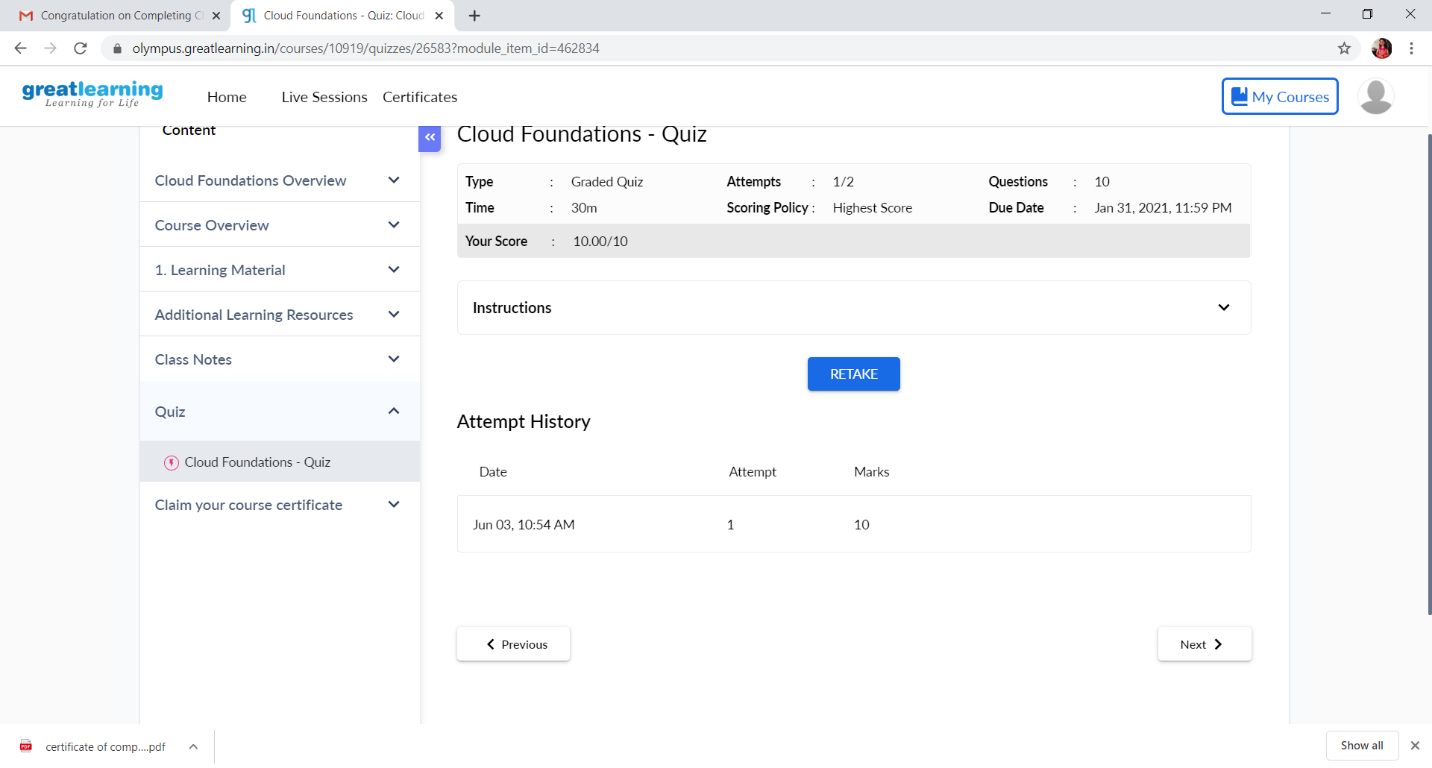 Congratulation on Completing C
Cloud Foundations - Quiz: Cloud
olympus.greatlearning.in/courses/10919/quizzes/26583?module_item_id=462834
greatlearning
Learning for Life
Home Live Sessions Certificates
My Courses
Content
Cloud Foundations Overview
Course Overview
1. Learning Material
Additional Learning Resources
Class Notes
Quiz
Cloud Foundations - Quiz
Claim your course certificate
Cloud Foundations - Quiz
Type : Graded Quiz Attempts : 1/2 Questions : 10
Time : 30m Scoring Policy : Highest Score Due Date : Jan 31, 2021, 11:59 PM
Your Score : 10.00/10
Instructions
RETAKE
Attempt History
Date Attempt Marks
Jun 03, 10:54 AM 1 10
Previous Next
certificate of comp....pdf
Show all